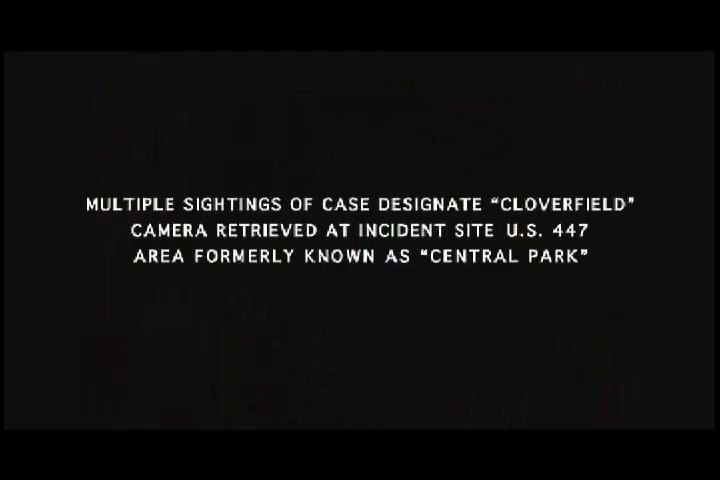 MULTIPLE SIGHTINGS OF CASE DESIGNATE “CLOVERFIELD”
CAMERA RETRIEVED AT INCIDENT SITE U.S. 447
AREA FORMERLY KNOWN AS “CENTRAL PARK”